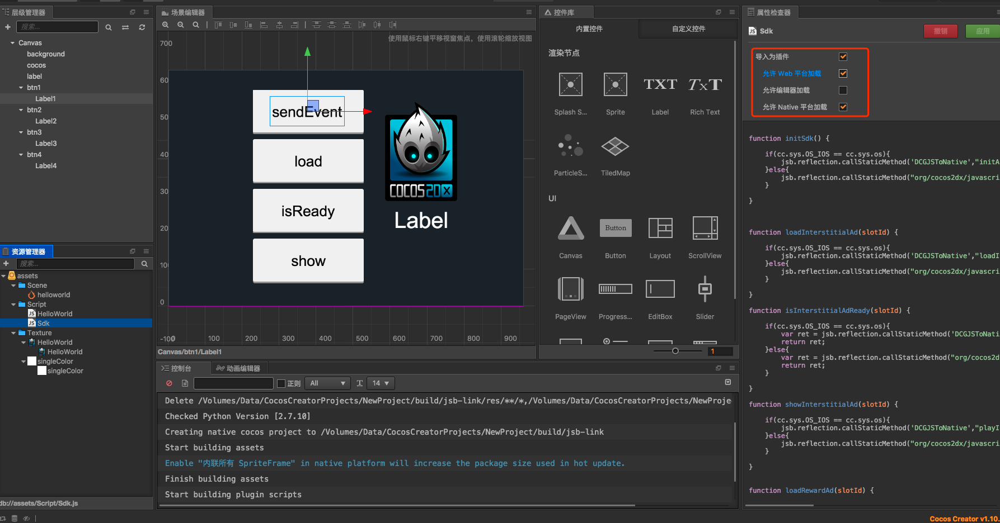 层级管理器
搜索...
Canvas
background
cocos
label
btn1
Label1
btn2
Label2
btn3
Label3
btn4
Label4
资源管理器
搜索...
assets
Scene
helloworld
Script
JS HelloWorld
JS Sdk
Texture
HelloWorld
HelloWorld
singleColor
singleColor
db://assets/Script/Sdk.js
场景编辑器
使用鼠标右键平移视窗焦点，使用滚轮缩放视图
700
60
50
40
30
20
10
0
-100
0
100
200
300
400
500
600
700
800
900
sendEvent
load
isReady
show
COCOS2DX
Label
Canvas/btn1/Label1
控制台
动画编辑器
正则
All
14
Delete /Volumes/Data/CocosCreatorProjects/NewProject/build/jsb-link/res/**/*,/Volumes/Data/CocosCreatorProjects/NewProje
Checked Python Version [2.7.10]
Creating native cocos project to /Volumes/Data/CocosCreatorProjects/NewProject/build/jsb-link
Start building assets
Enable "内联所有 SpriteFrame" in native platform will increase the package size used in hot update.
Finish building assets
Start building plugin scripts
控件库
内置控件
自定义控件
渲染节点
TXT
TxT
Splash S...
Sprite
Label
Rich Text
ParticleS...
TiledMap
UI
Button
Canvas
Button
Layout
ScrollView
PageView
Progress...
EditBox
Slider
1
属性检查器
JS Sdk
撤销
应用
导入为插件
允许 Web 平台加载
允许编辑器加载
允许 Native 平台加载
function initSdk() {
if(cc.sys.OS_IOS == cc.sys.os){
jsb.reflection.callStaticMethod('DCGJSToNative',"initA
}else{
jsb.reflection.callStaticMethod("org/cocos2dx/javascri
}
}
function loadInterstitialAd(slotId) {
if(cc.sys.OS_IOS == cc.sys.os){
jsb.reflection.callStaticMethod('DCGJSToNative',"loadI
}else{
jsb.reflection.callStaticMethod("org/cocos2dx/javascri
}
}
function isInterstitialAdReady(slotId) {
if(cc.sys.OS_IOS == cc.sys.os){
var ret = jsb.reflection.callStaticMethod('DCGJSToNati
return ret;
}else{
var ret = jsb.reflection.callStaticMethod("org/cocos2d
return ret;
}
}
function showInterstitialAd(slotId) {
if(cc.sys.OS_IOS == cc.sys.os){
jsb.reflection.callStaticMethod('DCGJSToNative',"playI
}else{
jsb.reflection.callStaticMethod("org/cocos2dx/javascri
}
}
function loadRewardAd(slotId) {
Cocos Creator v1.10.